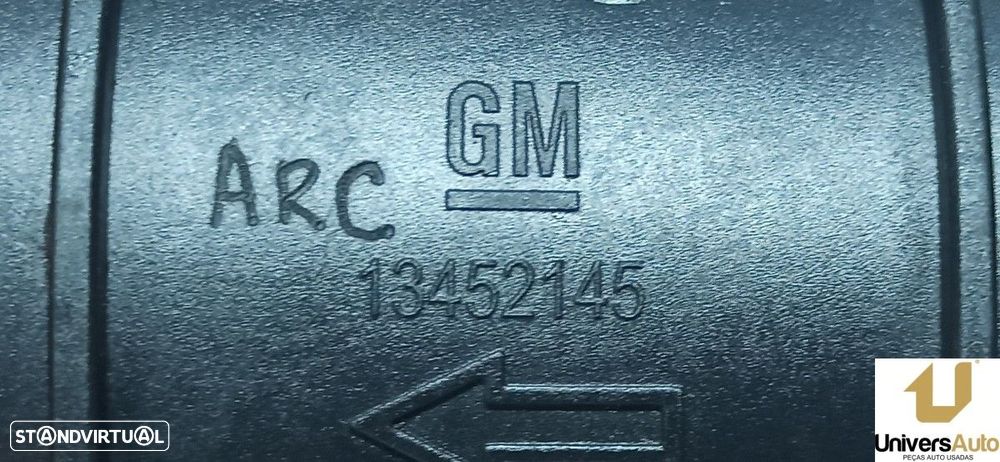 GM
ARC
13452145
STANDVIRTUAL
UniversAuto
PEÇAS AUTO USADAS